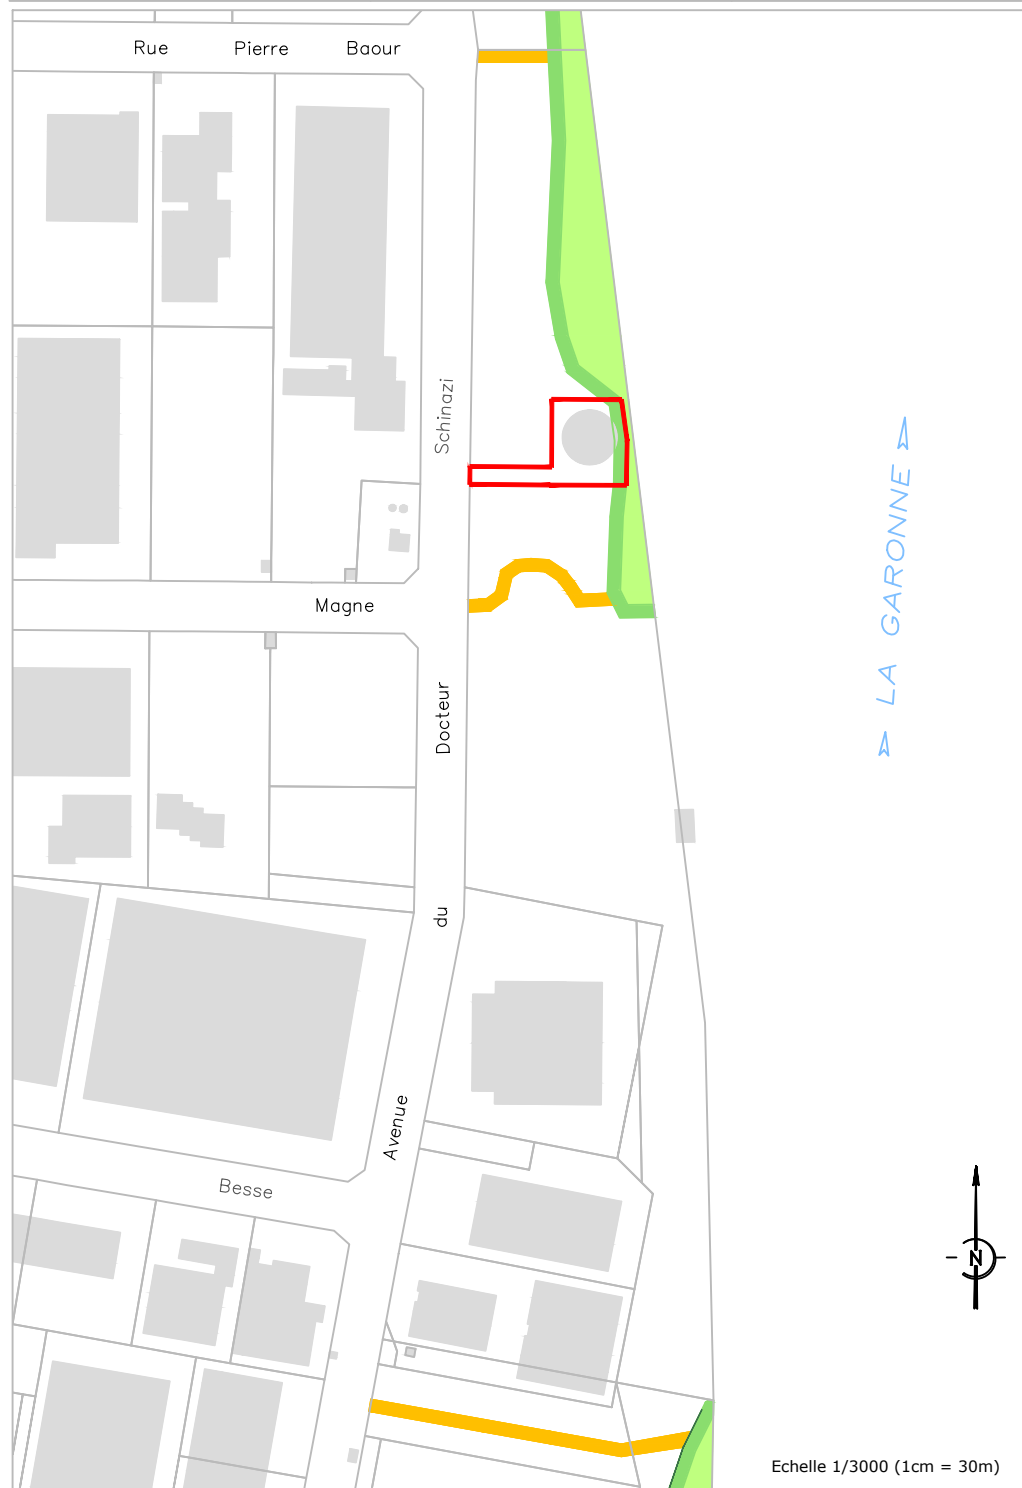 Rue Pierre Baour
Schinazi
Magne
Docteur
du
Avenue
Besse
LA GARONNE
N
Echelle 1/3000 (1cm = 30m)